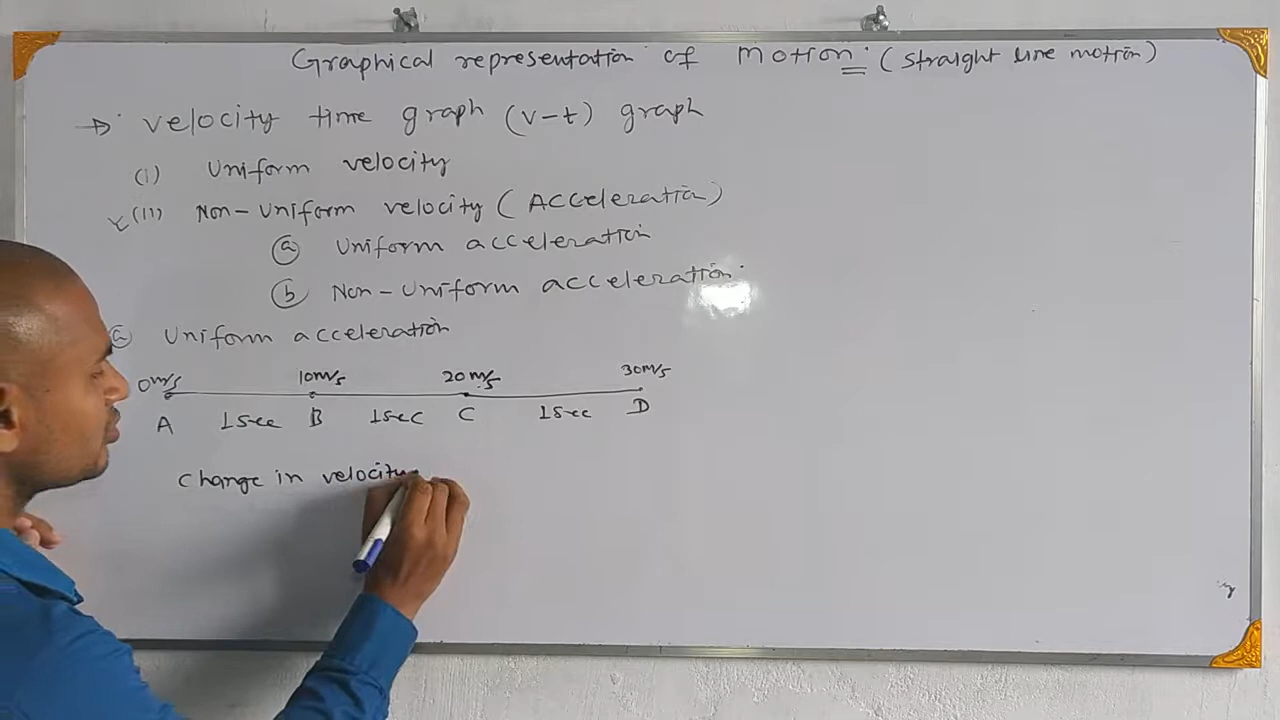 Graphical representation of Motion (straight line motion)
→ Velocity time graph (v-t) graph
(i) Uniform velocity
(ii) Non-Uniform velocity (Acceleration)
(a) Uniform acceleration
(b) Non-Uniform acceleration
(a) Uniform acceleration
0m/s 10m/s 20m/s 30m/s
A 1sec B 1sec C 1sec D
Change in velocity